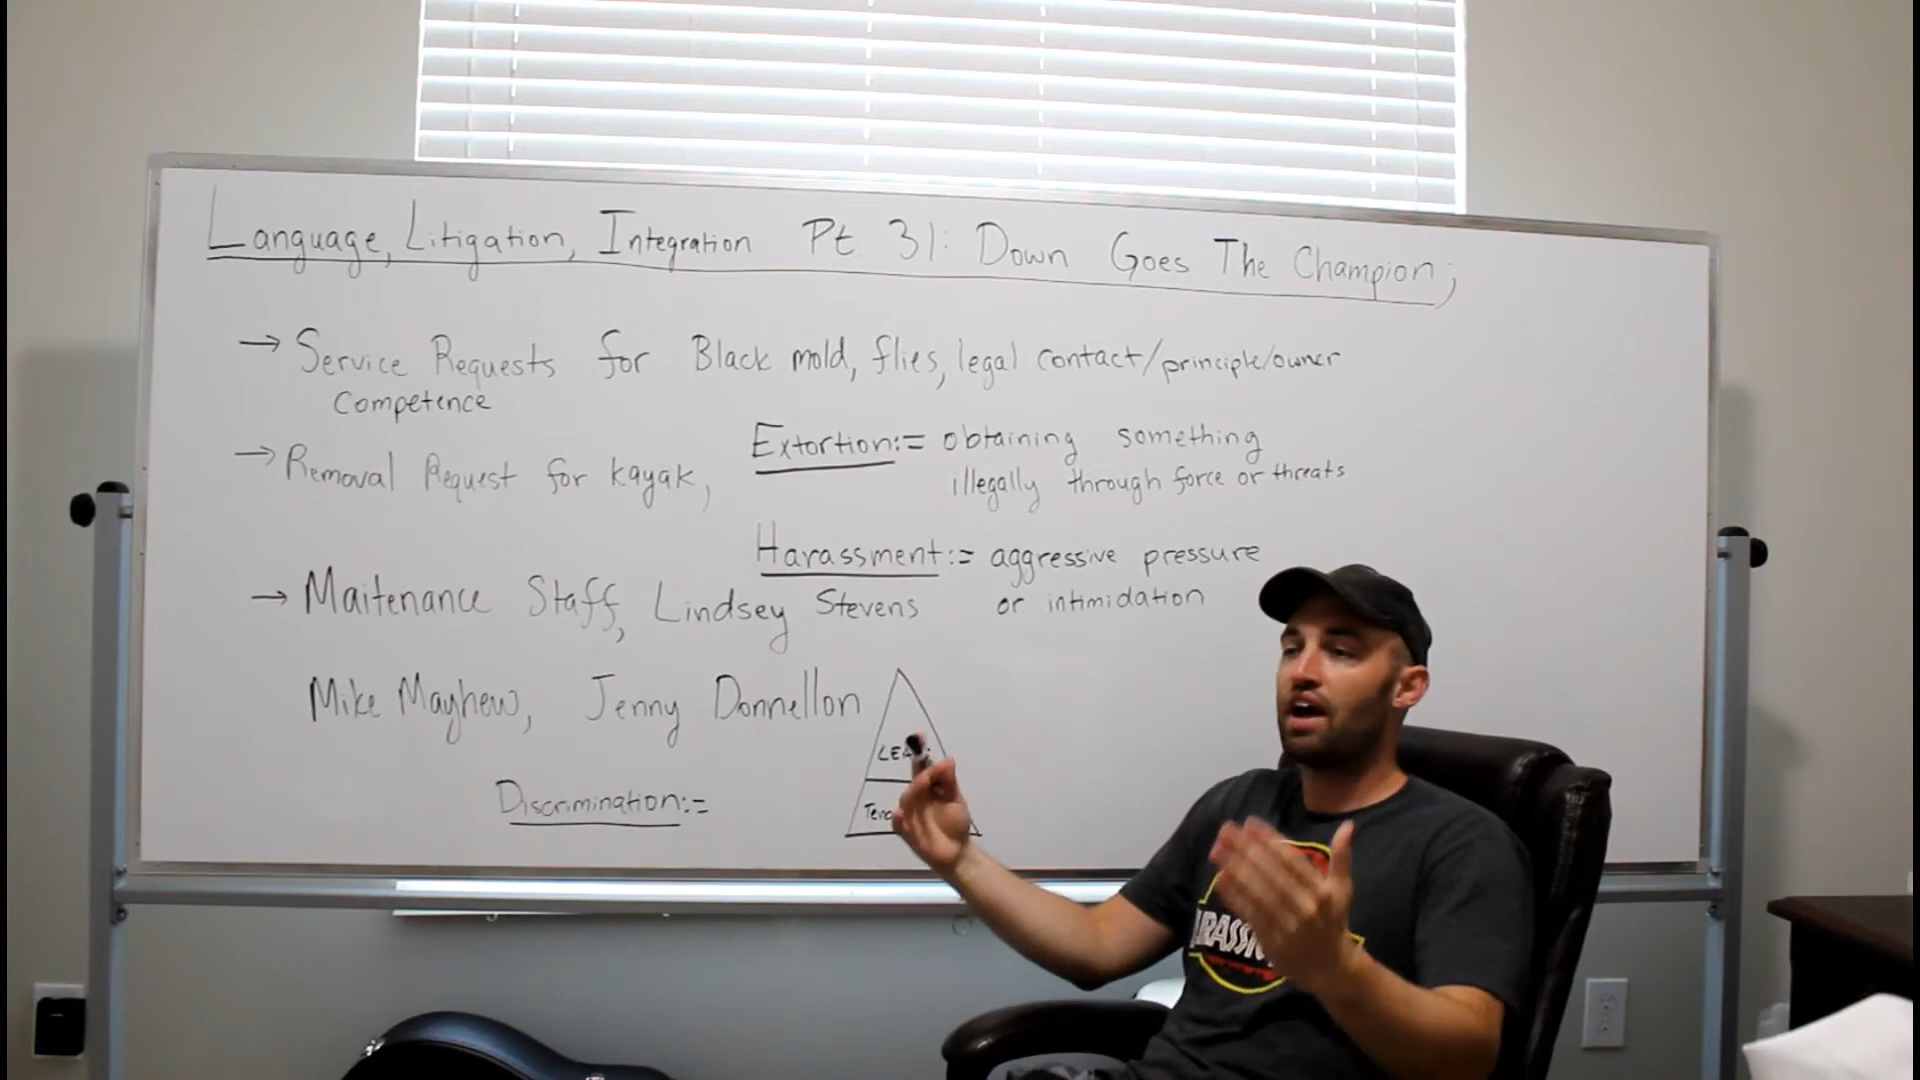 Language, Litigation, Integration Pt 31: Down Goes The Champion;
→ Service Requests for Black mold, flies, legal contact/principle/owner
Competence
→ Removal Request for kayak,
Extortion:= obtaining something
illegally through force or threats
Harassment:= aggressive pressure
or intimidation
→ Maitenance Staff, Lindsey Stevens
Mike Mayhew, Jenny Donnellon
Discrimination:=